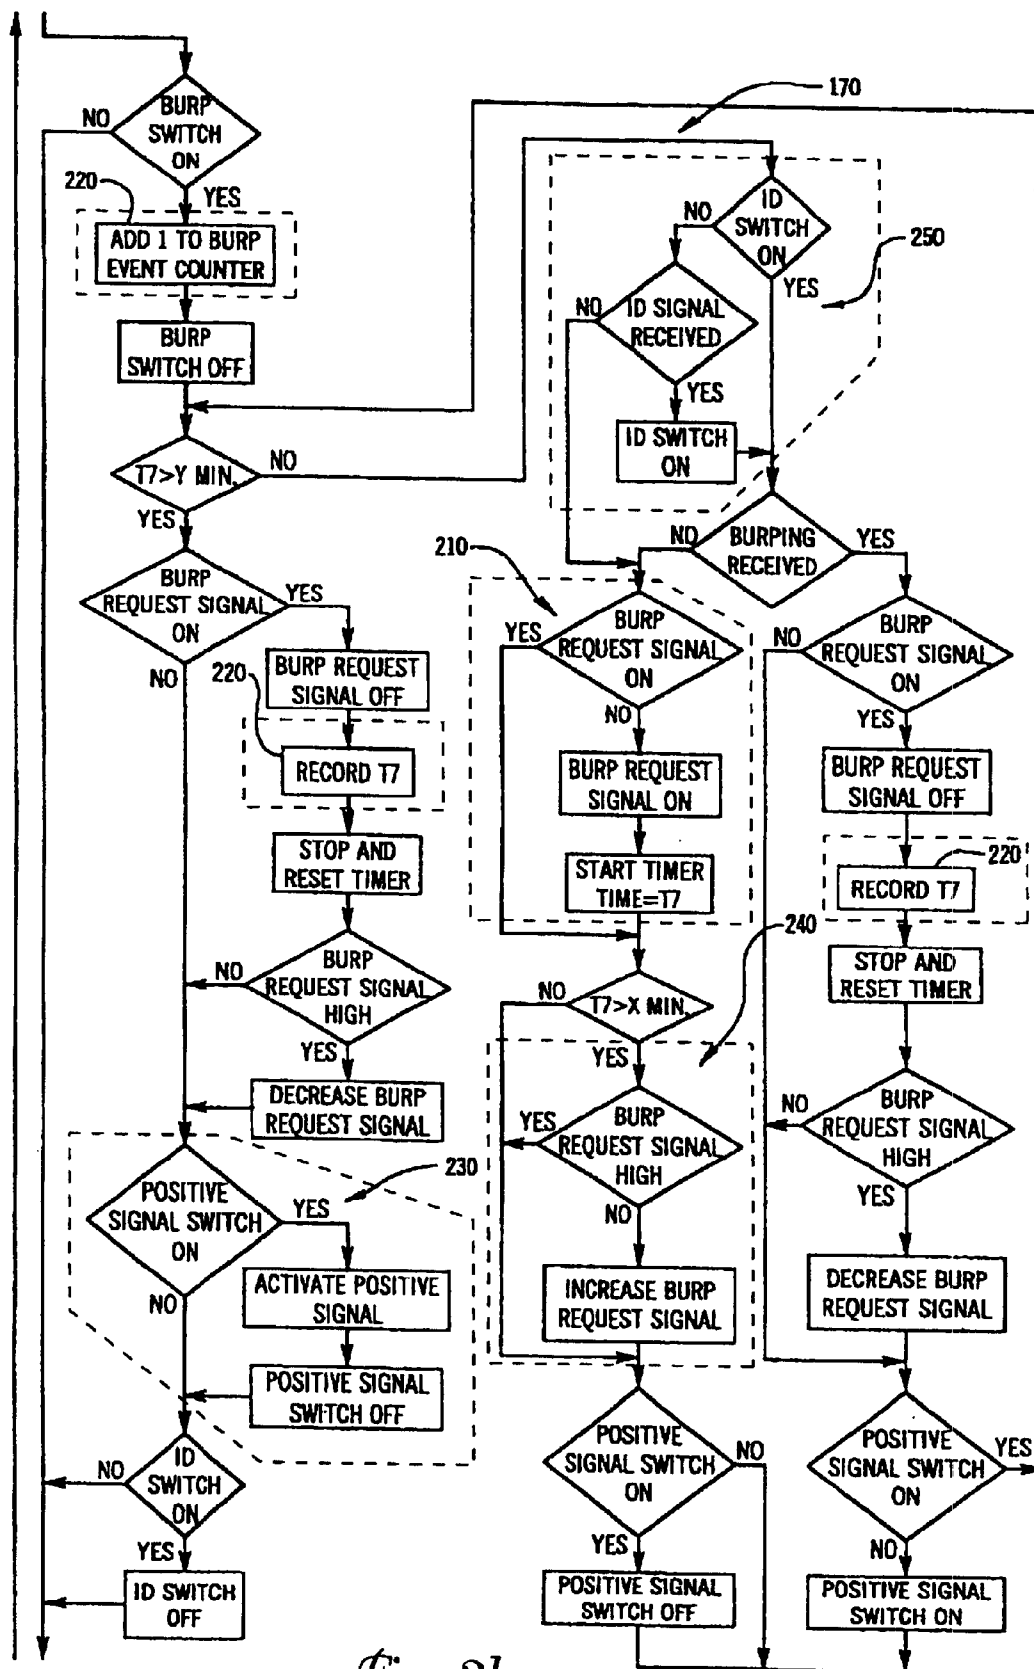 BURP
SWITCH
ON
NO
YES
220
ADD 1 TO BURP
EVENT COUNTER
BURP
SWITCH OFF
T7>Y MIN.
NO
YES
BURP
REQUEST SIGNAL
ON
YES
NO
BURP REQUEST
SIGNAL OFF
220
RECORD T7
STOP AND
RESET TIMER
BURP
REQUEST SIGNAL
HIGH
NO
YES
DECREASE BURP
REQUEST SIGNAL
230
POSITIVE
SIGNAL SWITCH
ON
YES
NO
ACTIVATE POSITIVE
SIGNAL
POSITIVE SIGNAL
SWITCH OFF
ID
SWITCH
ON
NO
YES
ID SWITCH
OFF
170
250
ID
SWITCH
ON
NO
YES
ID SIGNAL
RECEIVED
NO
YES
ID SWITCH
ON
BURPING
RECEIVED
NO
YES
210
BURP
REQUEST SIGNAL
ON
YES
NO
BURP REQUEST
SIGNAL ON
START TIMER
TIME=T7
240
T7>X MIN.
NO
YES
BURP
REQUEST SIGNAL
HIGH
YES
NO
INCREASE BURP
REQUEST SIGNAL
POSITIVE
SIGNAL SWITCH
ON
NO
YES
POSITIVE SIGNAL
SWITCH OFF
BURP
REQUEST SIGNAL
ON
NO
YES
BURP REQUEST
SIGNAL OFF
220
RECORD T7
STOP AND
RESET TIMER
BURP
REQUEST SIGNAL
HIGH
NO
YES
DECREASE BURP
REQUEST SIGNAL
POSITIVE
SIGNAL SWITCH
ON
YES
NO
POSITIVE SIGNAL
SWITCH ON